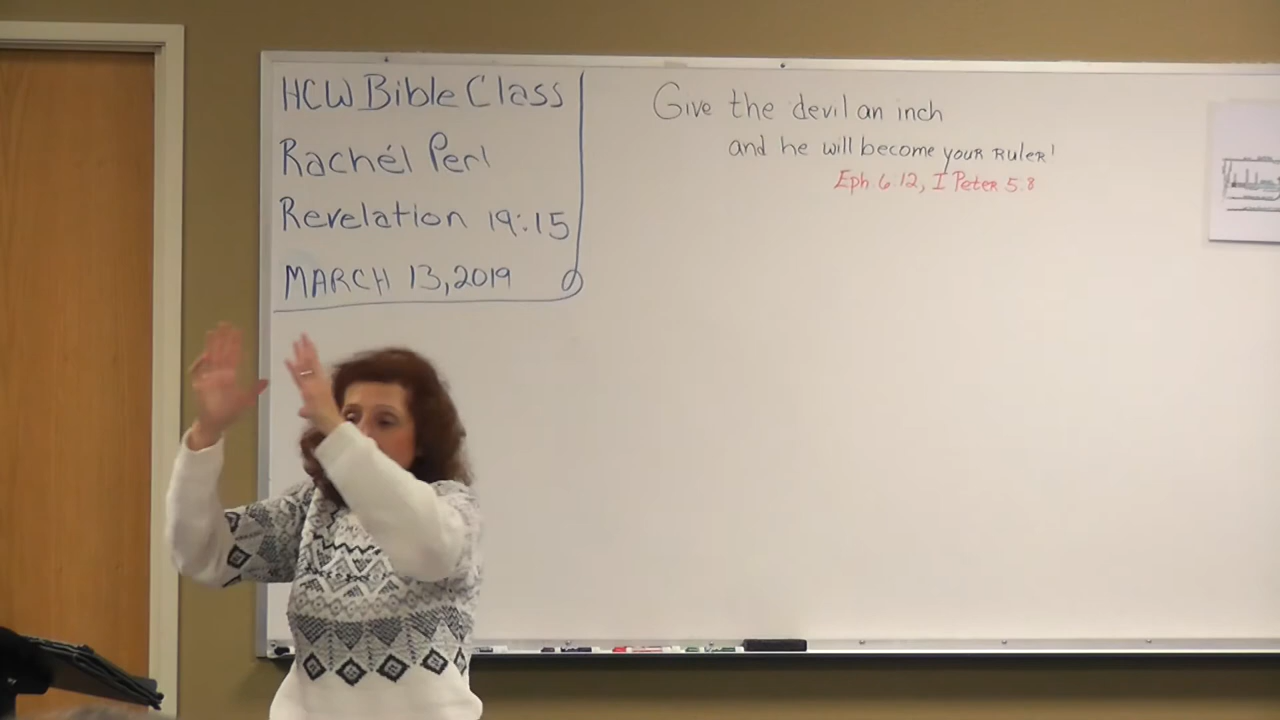 HCW Bible Class
Rachél Perl
Revelation 19:15
MARCH 13, 2019
Give the devil an inch
and he will become your RULER!
Eph 6:12, I Peter 5:8